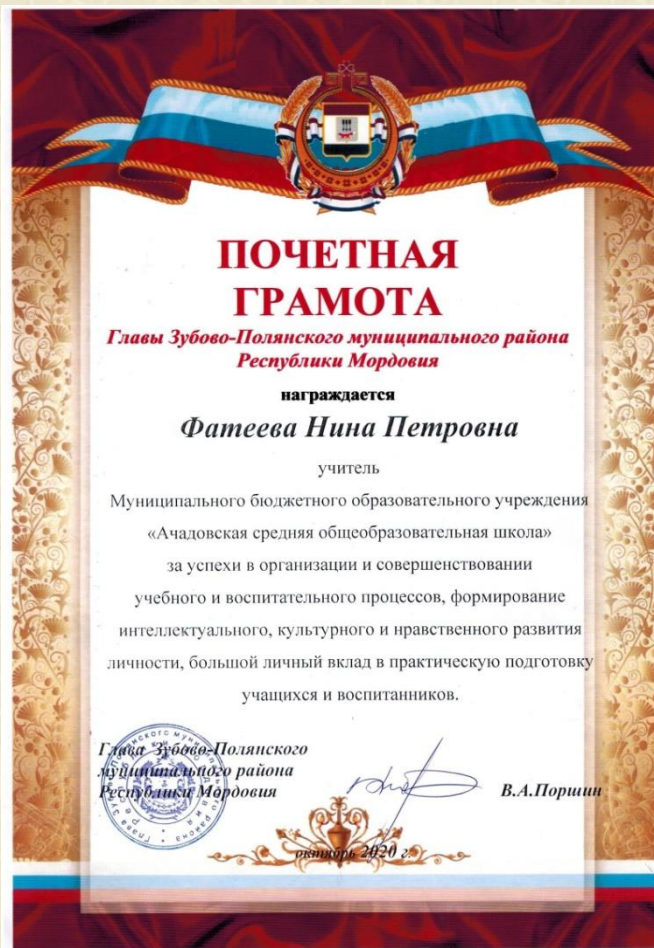 ПОЧЕТНАЯ
ГРАМОТА
Главы Зубово-Полянского муниципального района
Республики Мордовия
награждается
Фатеева Нина Петровна
учитель
Муниципального бюджетного образовательного учреждения
«Ачадовская средняя общеобразовательная школа»
за успехи в организации и совершенствовании
учебного и воспитательного процессов, формирование
интеллектуального, культурного и нравственного развития
личности, большой личный вклад в практическую подготовку
учащихся и воспитанников.
Глава Зубово-Полянского
муниципального района
Республики Мордовия
В.А.Поршин
октябрь 2020 г.